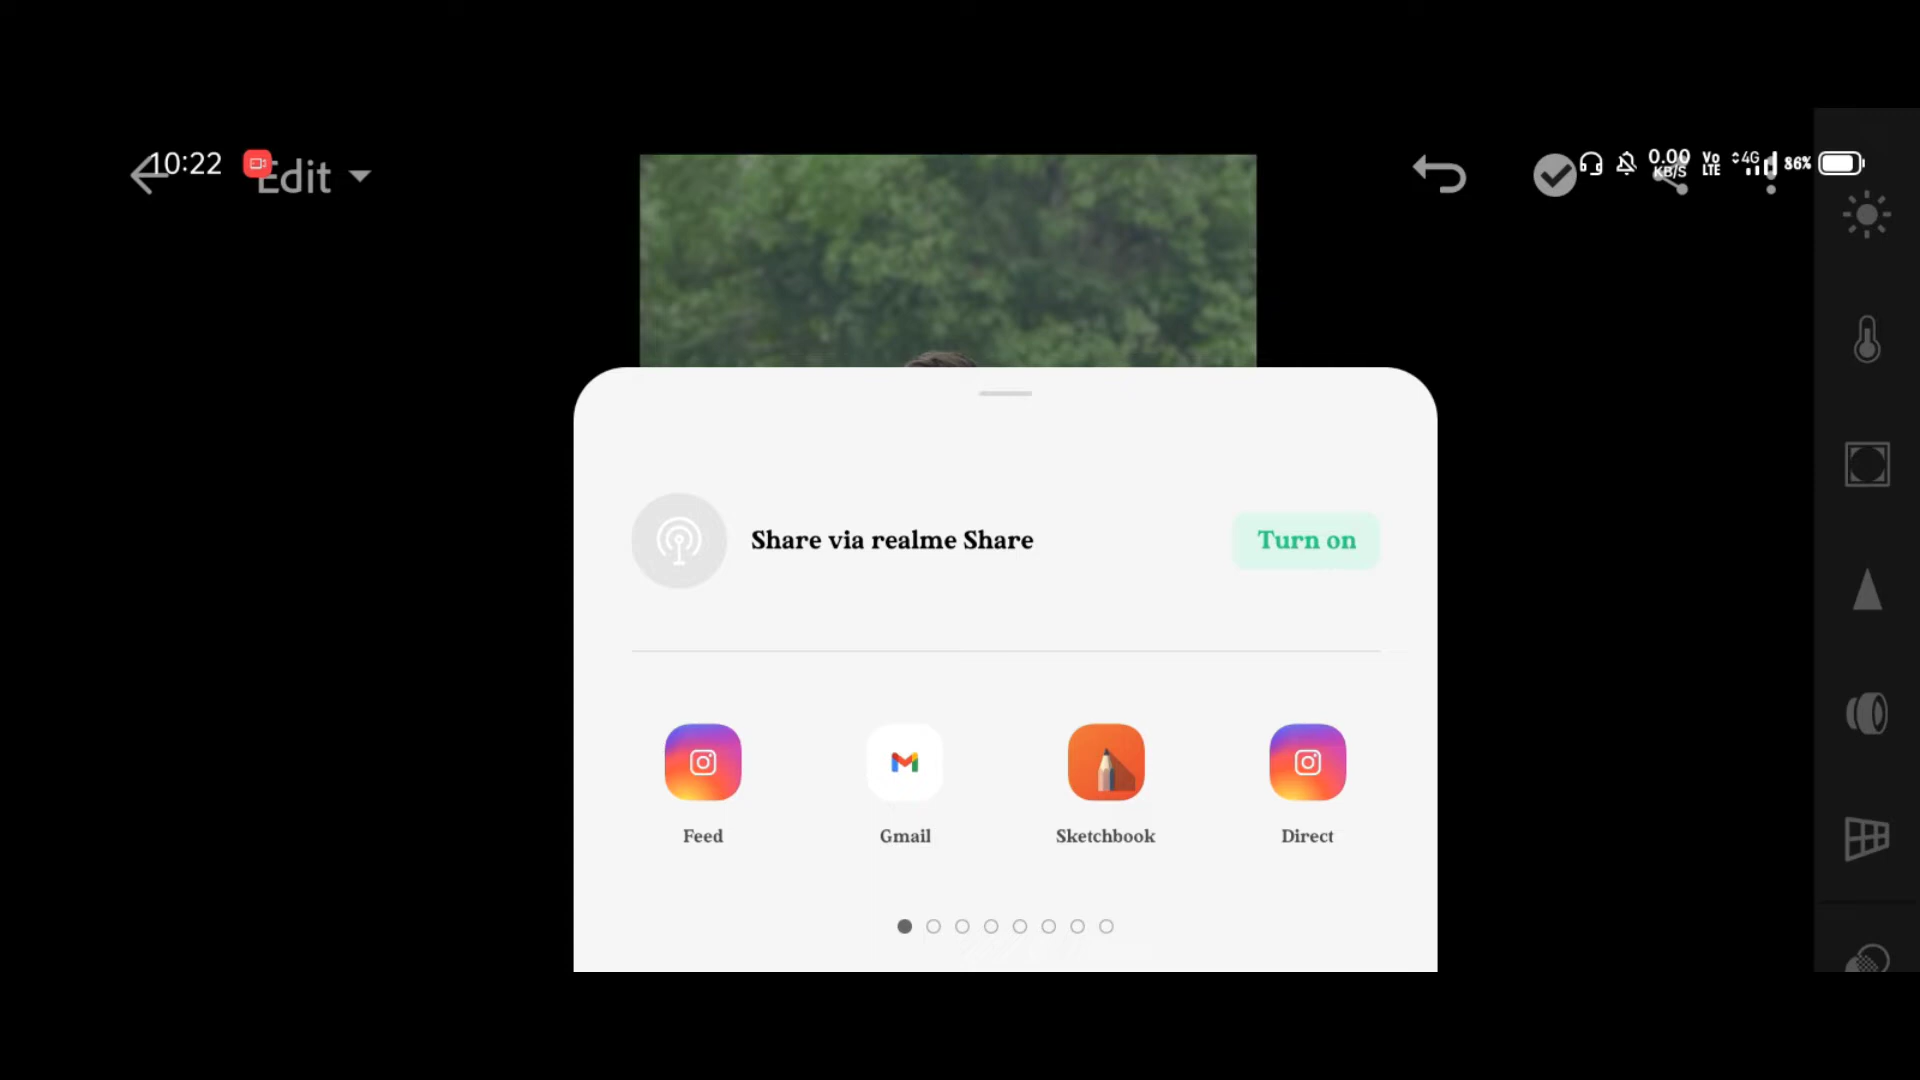 10:22
Edit
0.00 KB/S
Vo LTE
4G
86%
Share via realme Share
Turn on
Feed
Gmail
Sketchbook
Direct